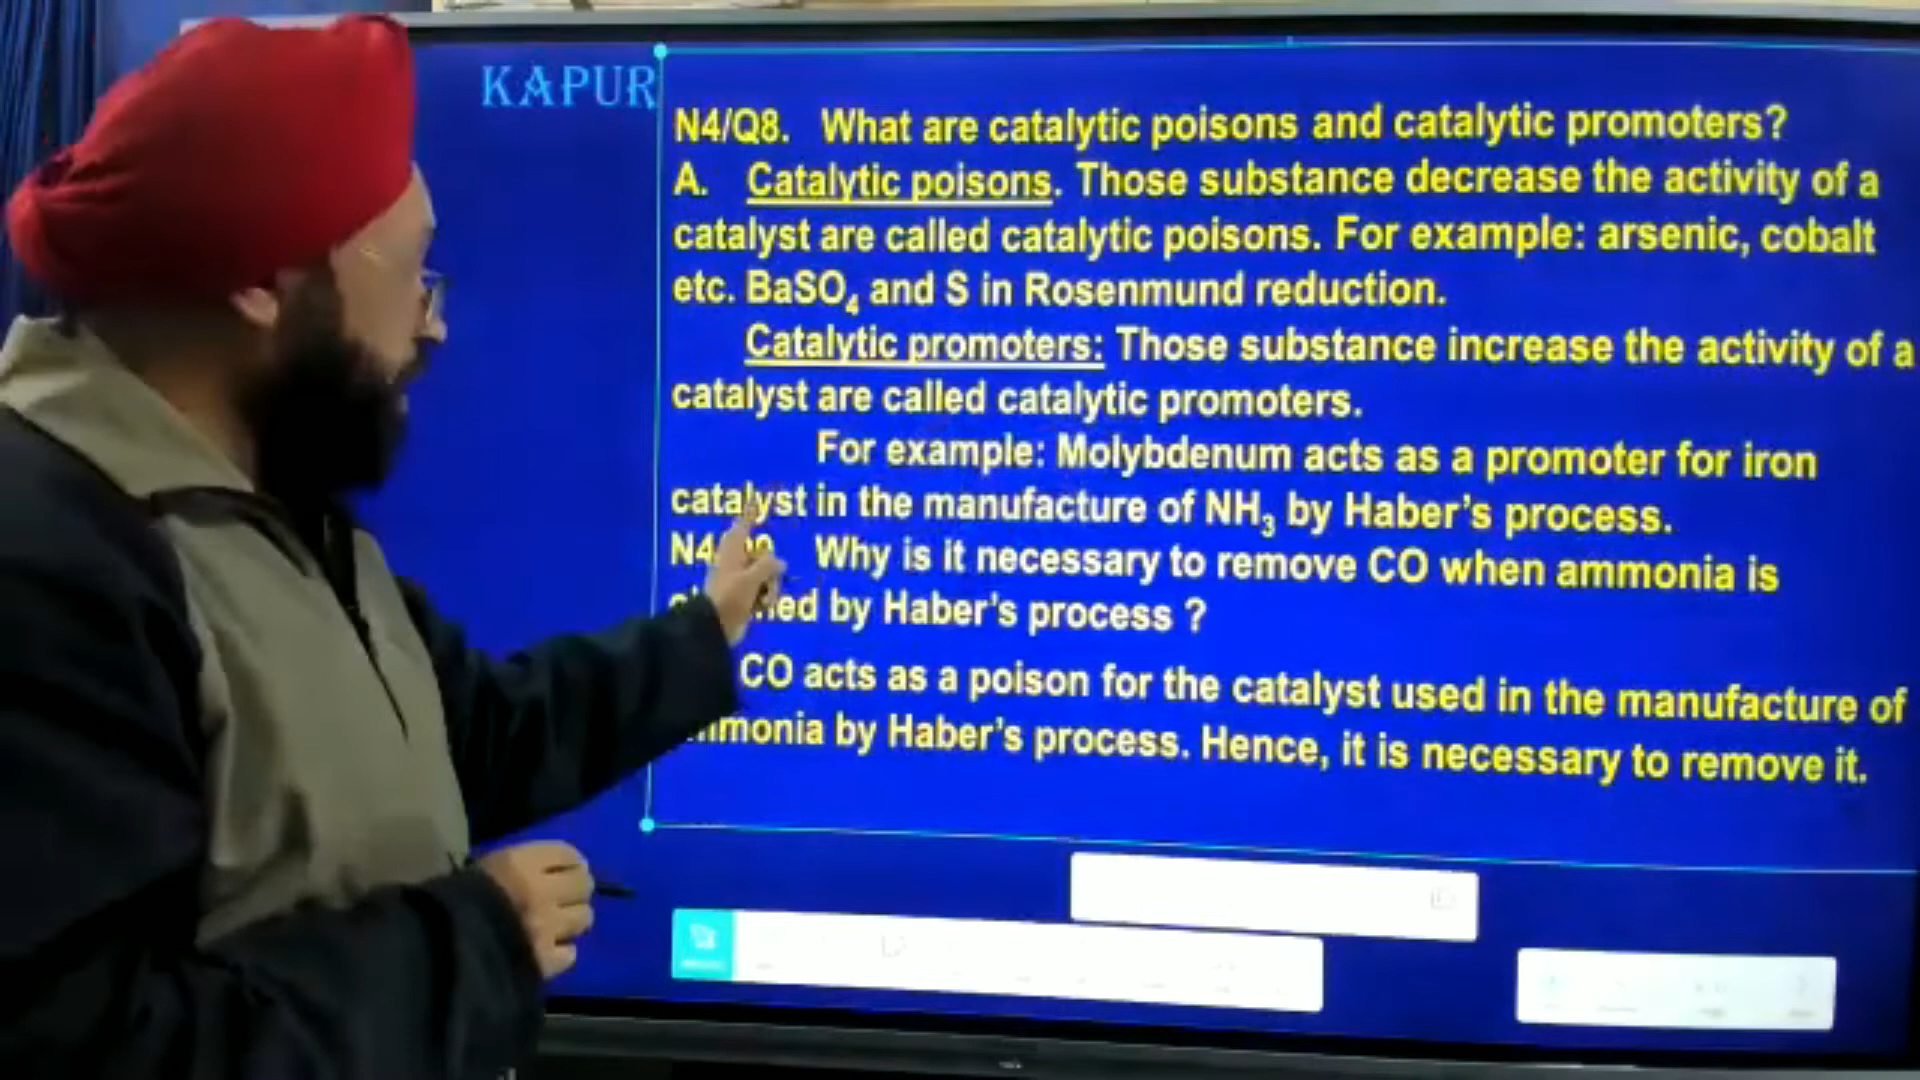 KAPUR
N4/Q8. What are catalytic poisons and catalytic promoters?
A. Catalytic poisons. Those substance decrease the activity of a
catalyst are called catalytic poisons. For example: arsenic, cobalt
etc. BaSO₄ and S in Rosenmund reduction.
Catalytic promoters: Those substance increase the activity of a
catalyst are called catalytic promoters.
For example: Molybdenum acts as a promoter for iron
catalyst in the manufacture of NH₃ by Haber's process.
Why is it necessary to remove CO when ammonia is
by Haber's process ?
CO acts as a poison for the catalyst used in the manufacture of
by Haber's process. Hence, it is necessary to remove it.